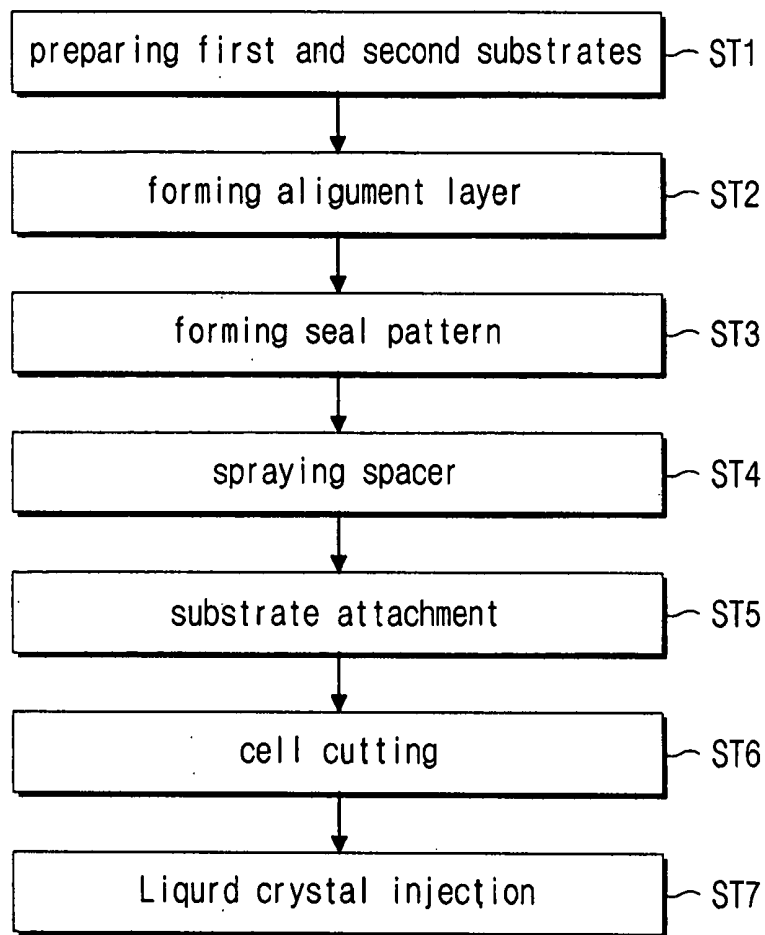 preparing first and second substrates ST1
forming aligument layer ST2
forming seal pattern ST3
spraying spacer ST4
substrate attachment ST5
cell cutting ST6
Liqurd crystal injection ST7